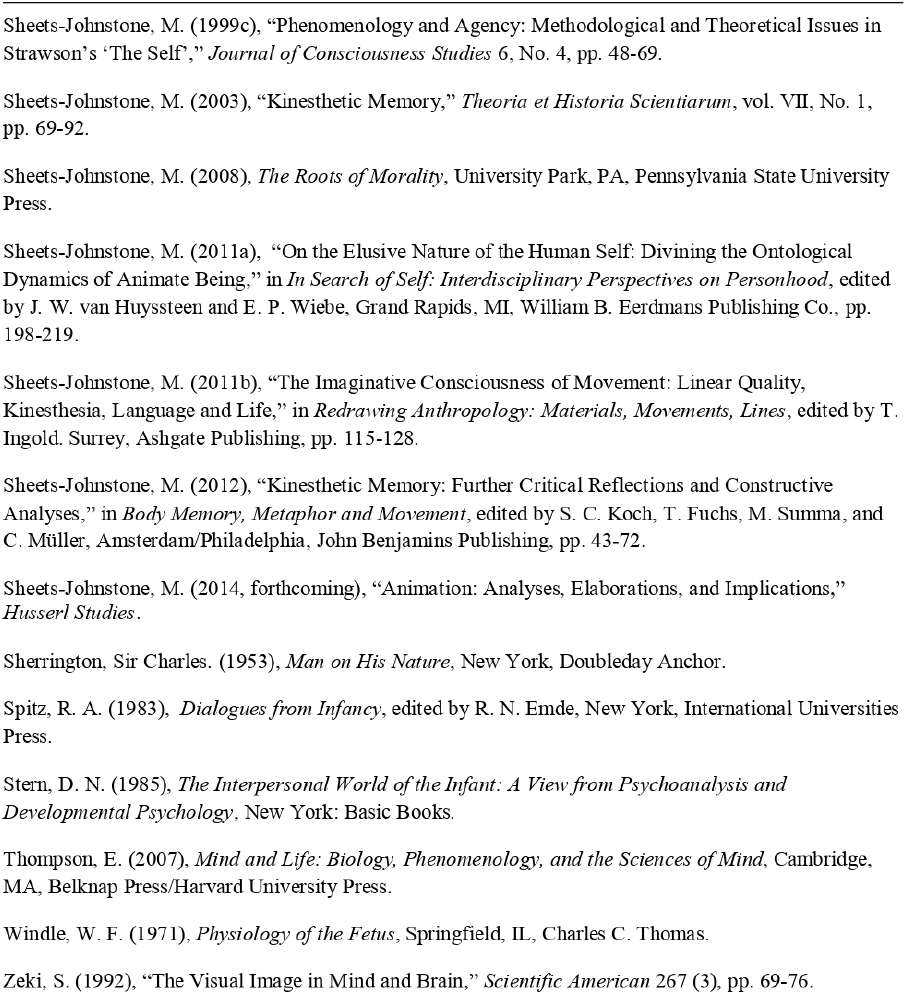 Sheets-Johnstone, M. (1999c), “Phenomenology and Agency: Methodological and Theoretical Issues in
Strawson’s ‘The Self’,” Journal of Consciousness Studies 6, No. 4, pp. 48-69.
Sheets-Johnstone, M. (2003), “Kinesthetic Memory,” Theoria et Historia Scientiarum, vol. VII, No. 1,
pp. 69-92.
Sheets-Johnstone, M. (2008), The Roots of Morality, University Park, PA, Pennsylvania State University
Press.
Sheets-Johnstone, M. (2011a), “On the Elusive Nature of the Human Self: Divining the Ontological
Dynamics of Animate Being,” in In Search of Self: Interdisciplinary Perspectives on Personhood, edited
by J. W. van Huyssteen and E. P. Wiebe, Grand Rapids, MI, William B. Eerdmans Publishing Co., pp.
198-219.
Sheets-Johnstone, M. (2011b), “The Imaginative Consciousness of Movement: Linear Quality,
Kinesthesia, Language and Life,” in Redrawing Anthropology: Materials, Movements, Lines, edited by T.
Ingold. Surrey, Ashgate Publishing, pp. 115-128.
Sheets-Johnstone, M. (2012), “Kinesthetic Memory: Further Critical Reflections and Constructive
Analyses,” in Body Memory, Metaphor and Movement, edited by S. C. Koch, T. Fuchs, M. Summa, and
C. Müller, Amsterdam/Philadelphia, John Benjamins Publishing, pp. 43-72.
Sheets-Johnstone, M. (2014, forthcoming), “Animation: Analyses, Elaborations, and Implications,”
Husserl Studies.
Sherrington, Sir Charles. (1953), Man on His Nature, New York, Doubleday Anchor.
Spitz, R. A. (1983), Dialogues from Infancy, edited by R. N. Emde, New York, International Universities
Press.
Stern, D. N. (1985), The Interpersonal World of the Infant: A View from Psychoanalysis and
Developmental Psychology, New York: Basic Books.
Thompson, E. (2007), Mind and Life: Biology, Phenomenology, and the Sciences of Mind, Cambridge,
MA, Belknap Press/Harvard University Press.
Windle, W. F. (1971), Physiology of the Fetus, Springfield, IL, Charles C. Thomas.
Zeki, S. (1992), “The Visual Image in Mind and Brain,” Scientific American 267 (3), pp. 69-76.